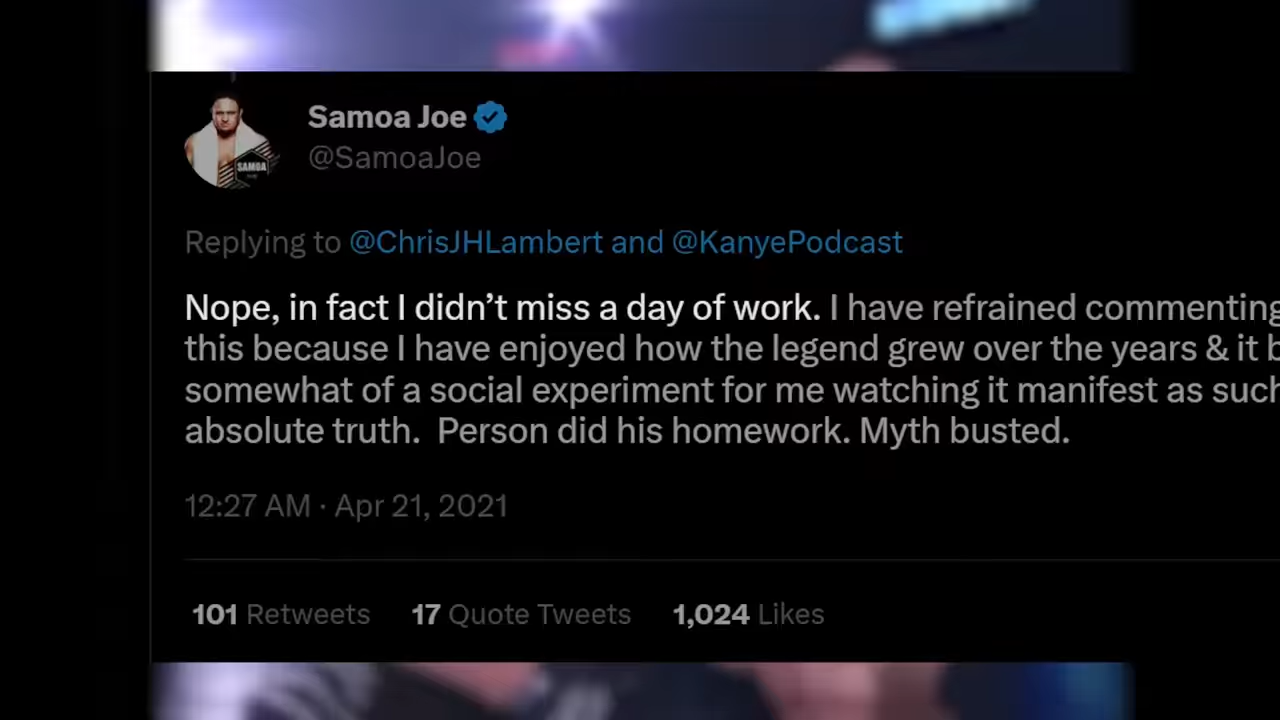 Samoa Joe
@SamoaJoe
SAMOA
Replying to @ChrisJHLambert and @KanyePodcast
Nope, in fact I didn’t miss a day of work. I have refrained commenting
this because I have enjoyed how the legend grew over the years & it
somewhat of a social experiment for me watching it manifest as such
absolute truth.  Person did his homework. Myth busted.
12:27 AM · Apr 21, 2021
101 Retweets 17 Quote Tweets 1,024 Likes